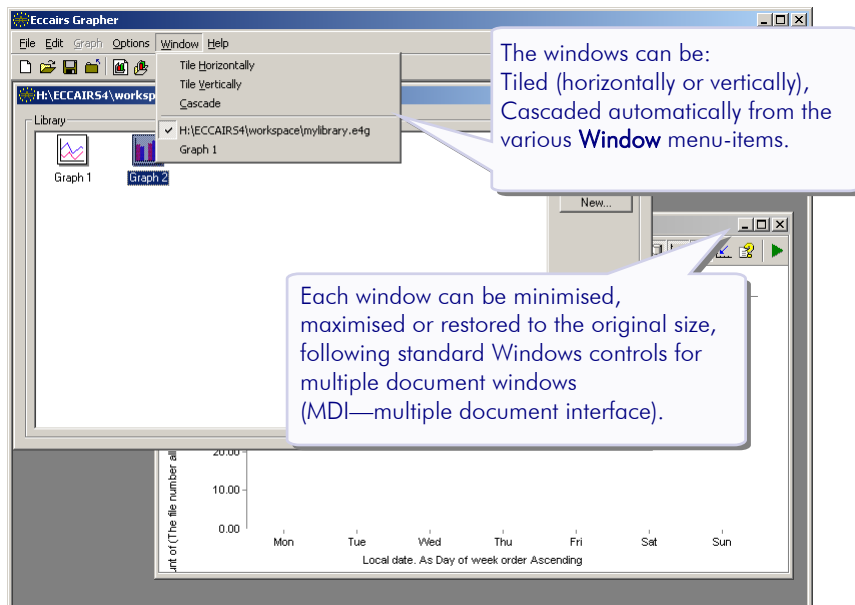 Eccairs Grapher
File Edit Graph Options Window Help
Tile Horizontally
Tile Vertically
Cascade
H:\ECCAIRS4\workspace\mylibrary.e4g
Graph 1
H:\ECCAIRS4\worksp
Library
Graph 1
Graph 2
New...
The windows can be:
Tiled (horizontally or vertically),
Cascaded automatically from the
various Window menu-items.
Each window can be minimised,
maximised or restored to the original size,
following standard Windows controls for
multiple document windows
(MDI—multiple document interface).
20.00
10.00
0.00
(The file number
Mon Tue Wed Thu Fri Sat Sun
Local date. As Day of week order Ascending